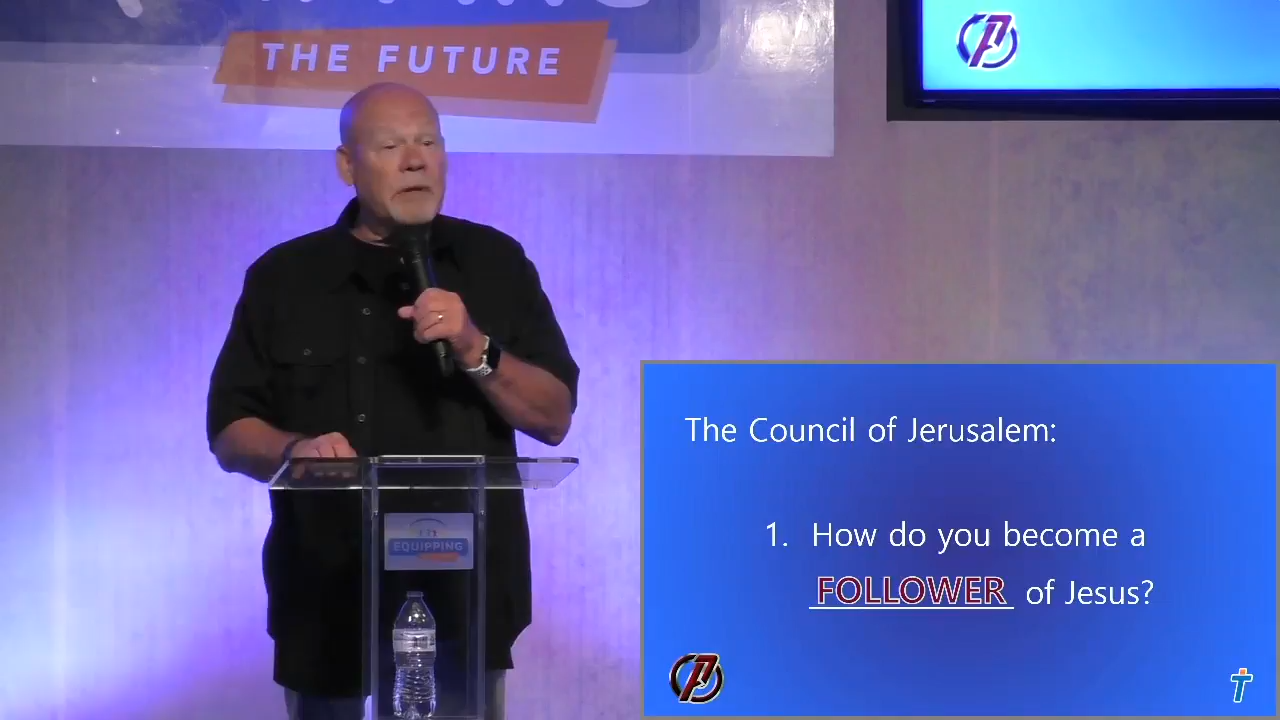 THE FUTURE
The Council of Jerusalem:
1. How do you become a
FOLLOWER of Jesus?
EQUIPPING